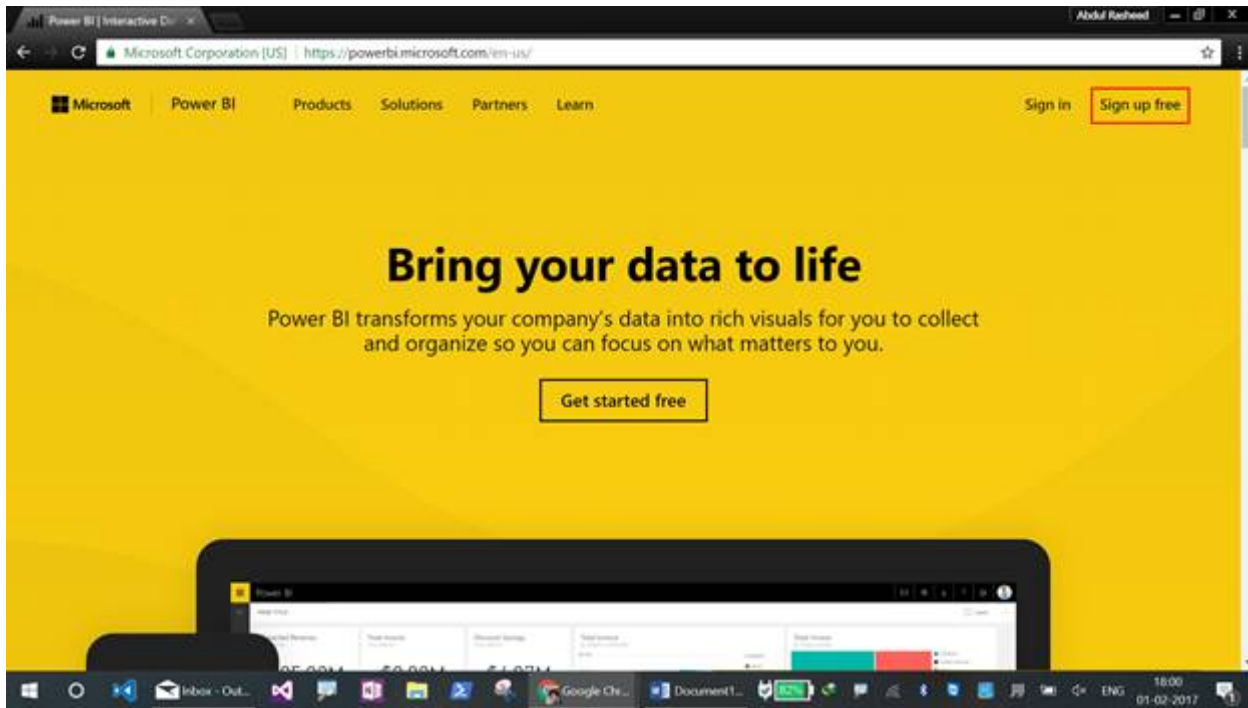 Power BI | Interactive Da
Abdul Rasheed
Microsoft Corporation [US] | https://powerbi.microsoft.com/en-us/
Microsoft Power BI Products Solutions Partners Learn Sign in Sign up free
Bring your data to life
Power BI transforms your company's data into rich visuals for you to collect
and organize so you can focus on what matters to you.
Get started free
Power BI
Inbox - Out... Google Chr... Document1... 82% ENG 18:00
01-02-2017